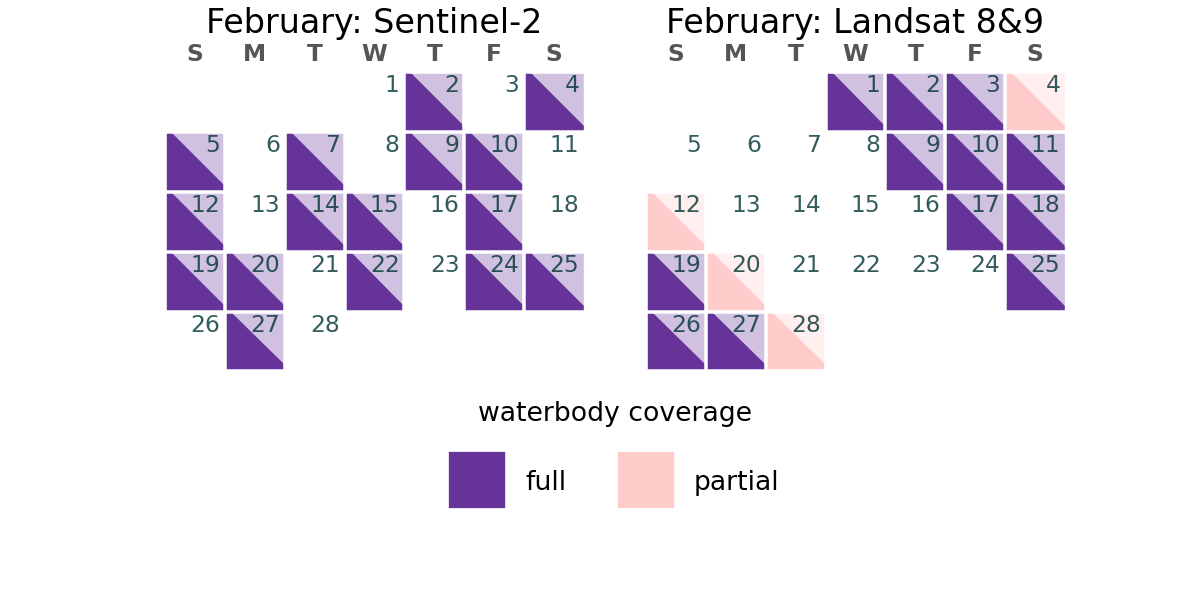 February: Sentinel-2
S M T W T F S
1 2 3 4
5 6 7 8 9 10 11
12 13 14 15 16 17 18
19 20 21 22 23 24 25
26 27 28
February: Landsat 8&9
S M T W T F S
1 2 3 4
5 6 7 8 9 10 11
12 13 14 15 16 17 18
19 20 21 22 23 24 25
26 27 28
waterbody coverage
full partial